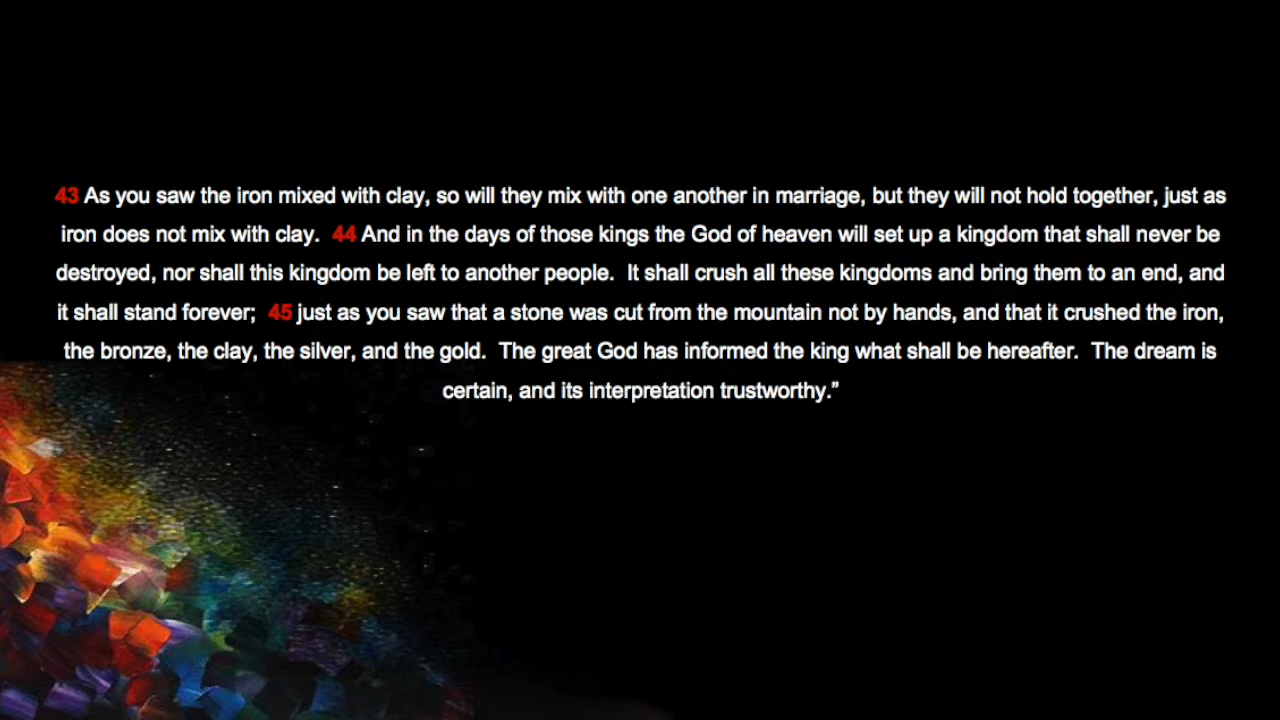 43 As you saw the iron mixed with clay, so will they mix with one another in marriage, but they will not hold together, just as
iron does not mix with clay.  44 And in the days of those kings the God of heaven will set up a kingdom that shall never be
destroyed, nor shall this kingdom be left to another people.  It shall crush all these kingdoms and bring them to an end, and
it shall stand forever;  45 just as you saw that a stone was cut from the mountain not by hands, and that it crushed the iron,
the bronze, the clay, the silver, and the gold.  The great God has informed the king what shall be hereafter.  The dream is
certain, and its interpretation trustworthy.”